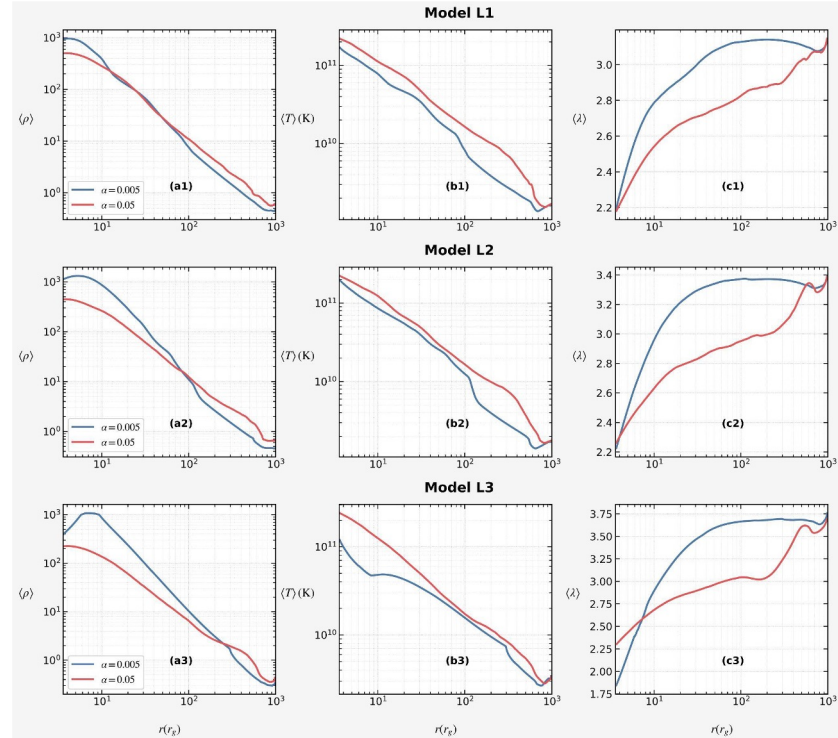 Model L1
10³
10²
10¹
10⁰
⟨ρ⟩
α = 0.005
α = 0.05
(a1)
10¹
10²
10³
10¹¹
10¹⁰
⟨T⟩(K)
(b1)
10¹
10²
10³
3.0
2.8
2.6
2.4
2.2
⟨λ⟩
(c1)
10¹
10²
10³
Model L2
10³
10²
10¹
10⁰
⟨ρ⟩
α = 0.005
α = 0.05
(a2)
10¹
10²
10³
10¹¹
10¹⁰
⟨T⟩(K)
(b2)
10¹
10²
10³
3.4
3.2
3.0
2.8
2.6
2.4
2.2
⟨λ⟩
(c2)
10¹
10²
10³
Model L3
10³
10²
10¹
10⁰
⟨ρ⟩
α = 0.005
α = 0.05
(a3)
10¹
10²
10³
r(r_g)
10¹¹
10¹⁰
⟨T⟩(K)
(b3)
10¹
10²
10³
r(r_g)
3.75
3.50
3.25
3.00
2.75
2.50
2.25
2.00
1.75
⟨λ⟩
(c3)
10¹
10²
10³
r(r_g)